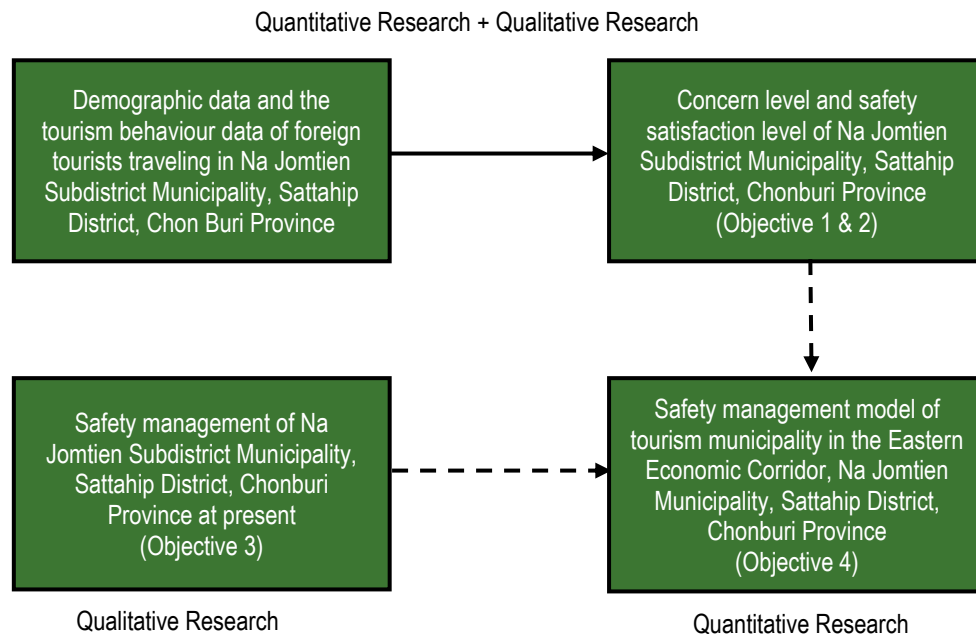 Quantitative Research + Qualitative Research
Demographic data and the
tourism behaviour data of foreign
tourists traveling in Na Jomtien
Subdistrict Municipality, Sattahip
District, Chon Buri Province
Concern level and safety
satisfaction level of Na Jomtien
Subdistrict Municipality, Sattahip
District, Chonburi Province
(Objective 1 & 2)
Safety management of Na
Jomtien Subdistrict Municipality,
Sattahip District, Chonburi
Province at present
(Objective 3)
Safety management model of
tourism municipality in the Eastern
Economic Corridor, Na Jomtien
Municipality, Sattahip District,
Chonburi Province
(Objective 4)
Qualitative Research
Quantitative Research